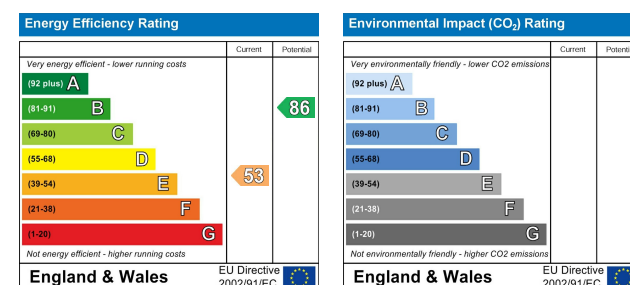 Energy Efficiency Rating
Current Potential
Very energy efficient - lower running costs
(92 plus) A
(81-91) B
86
(69-80) C
(55-68) D
(39-54) E
53
(21-38) F
(1-20) G
Not energy efficient - higher running costs
England & Wales
EU Directive
2002/91/EC
Environmental Impact (CO₂) Rating
Current
Very environmentally friendly - lower CO2 emissions
(92 plus) A
(81-91) B
(69-80) C
(55-68) D
(39-54) E
(21-38) F
(1-20) G
Not environmentally friendly - higher CO2 emissions
England & Wales
EU Directive
2002/91/EC